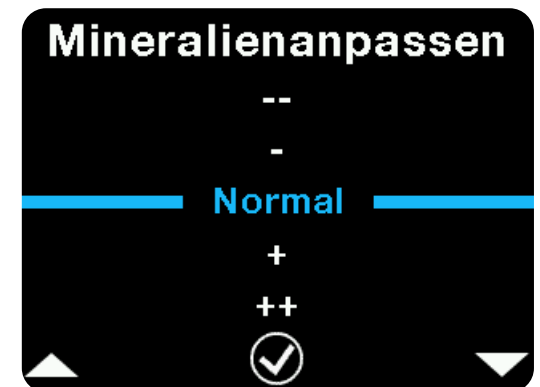 Mineralienanpassen
--
-
Normal
+
++